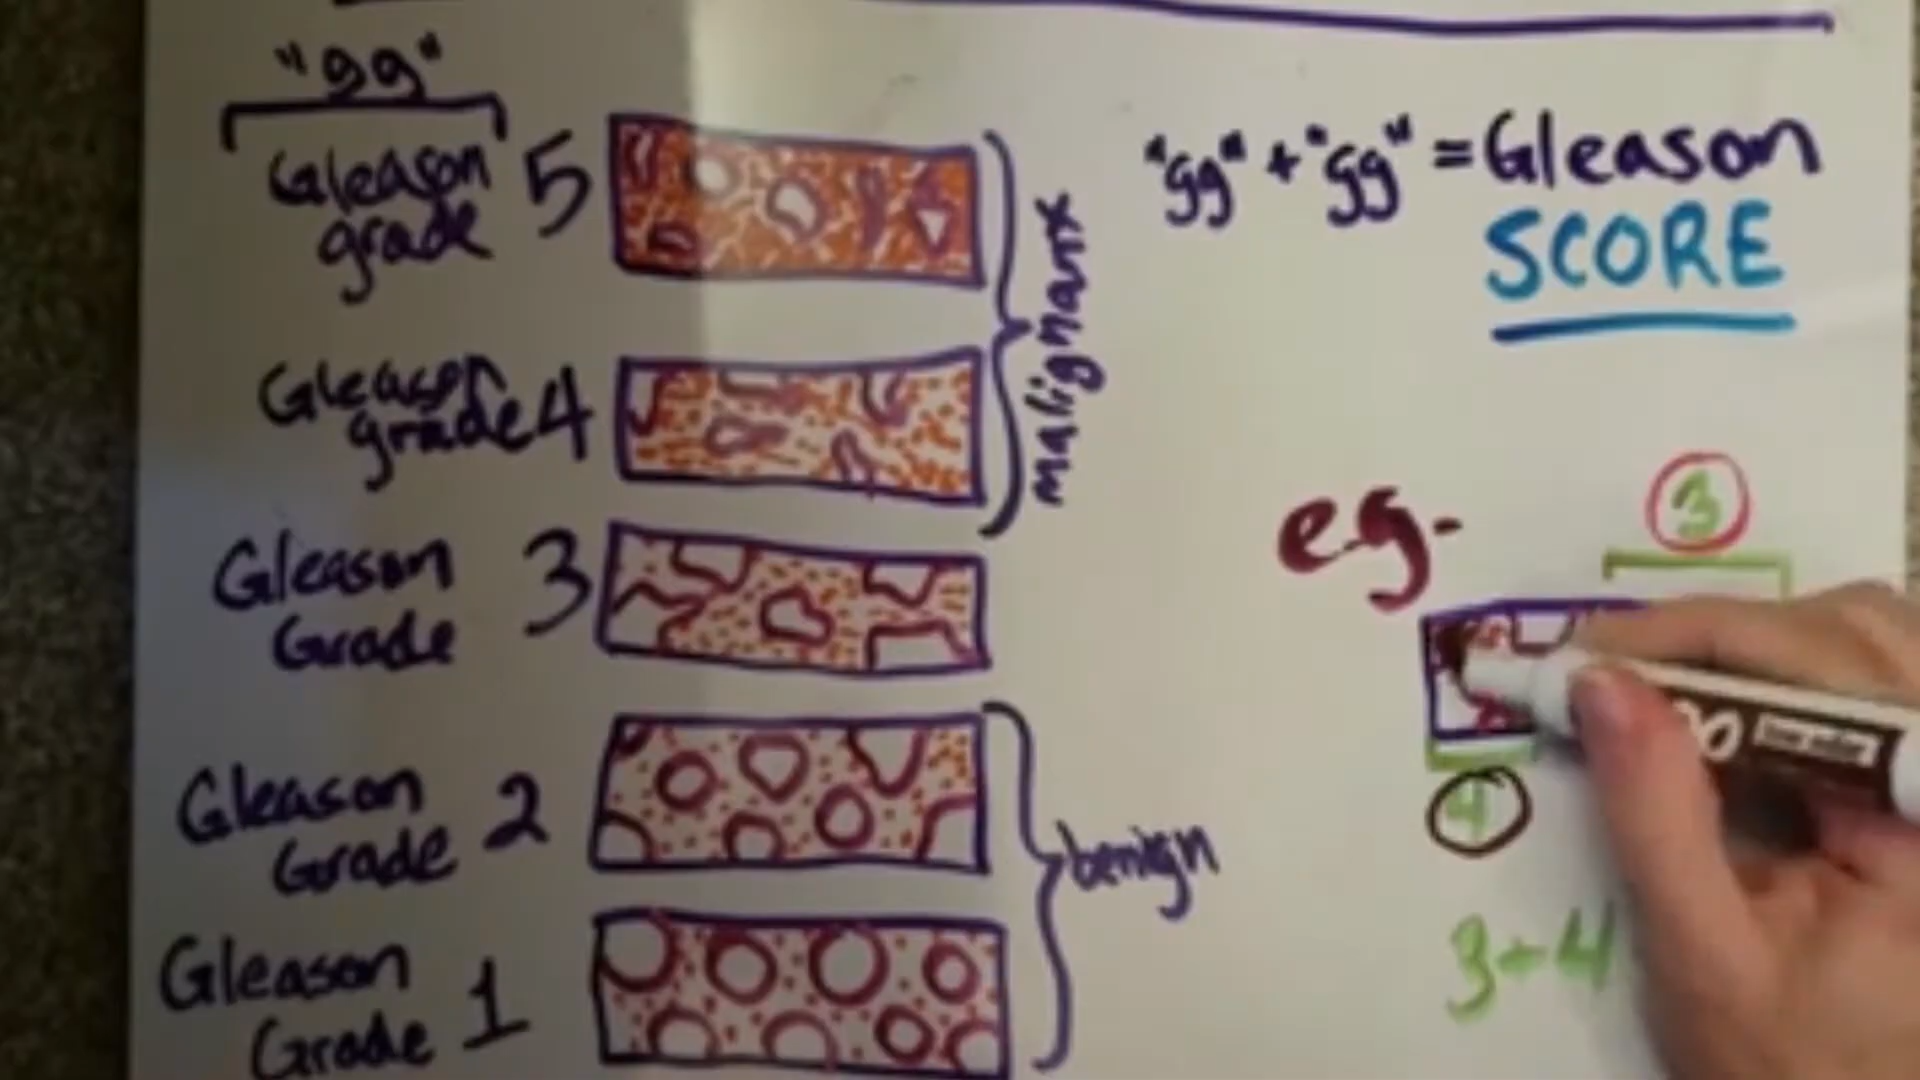 "gg"
Gleason
grade 5
Gleason
grade 4
Gleason
Grade 3
Gleason
Grade 2
Gleason
Grade 1
malignant
benign
"gg" + "gg" = Gleason
SCORE
eg.
3
4
3+4